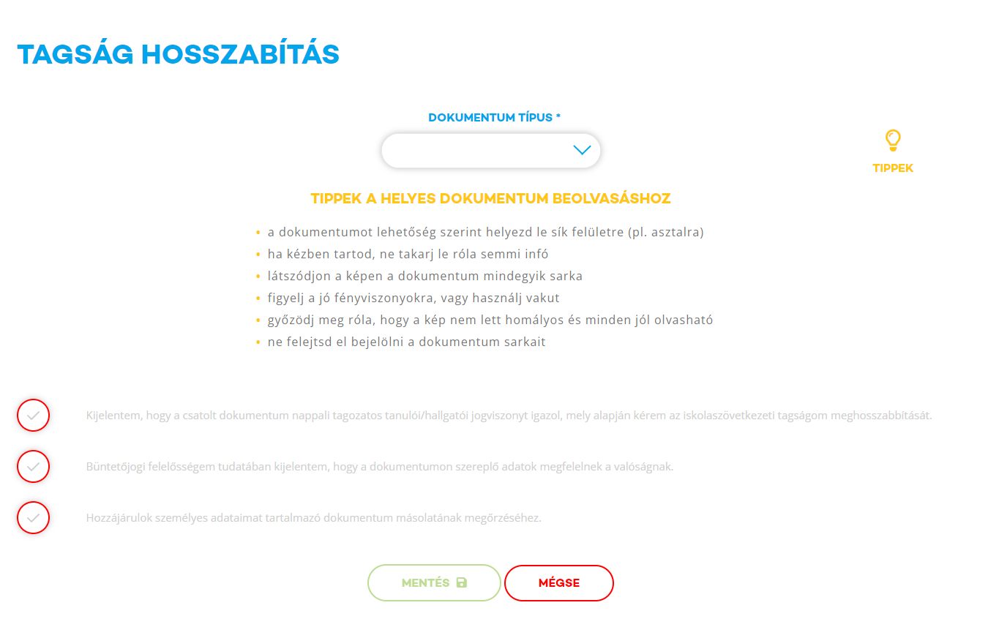 TAGSÁG HOSSZABÍTÁS
DOKUMENTUM TÍPUS *
TIPPEK
TIPPEK A HELYES DOKUMENTUM BEOLVASÁSHOZ
• a dokumentumot lehetőség szerint helyezd le sík felületre (pl. asztalra)
• ha kézben tartod, ne takarj le róla semmi infó
• látszódjon a képen a dokumentum mindegyik sarka
• figyelj a jó fényviszonyokra, vagy használj vakut
• győződj meg róla, hogy a kép nem lett homályos és minden jól olvasható
• ne felejtsd el bejelölni a dokumentum sarkait
Kijelentem, hogy a csatolt dokumentum nappali tagozatos tanulói/hallgatói jogviszonyt igazol, mely alapján kérem az iskolaszövetkezeti tagságom meghosszabbítását.
Büntetőjogi felelősségem tudatában kijelentem, hogy a dokumentumon szereplő adatok megfelelnek a valóságnak.
Hozzájárulok személyes adataimat tartalmazó dokumentum másolatának megőrzéséhez.
MENTÉS
MÉGSE